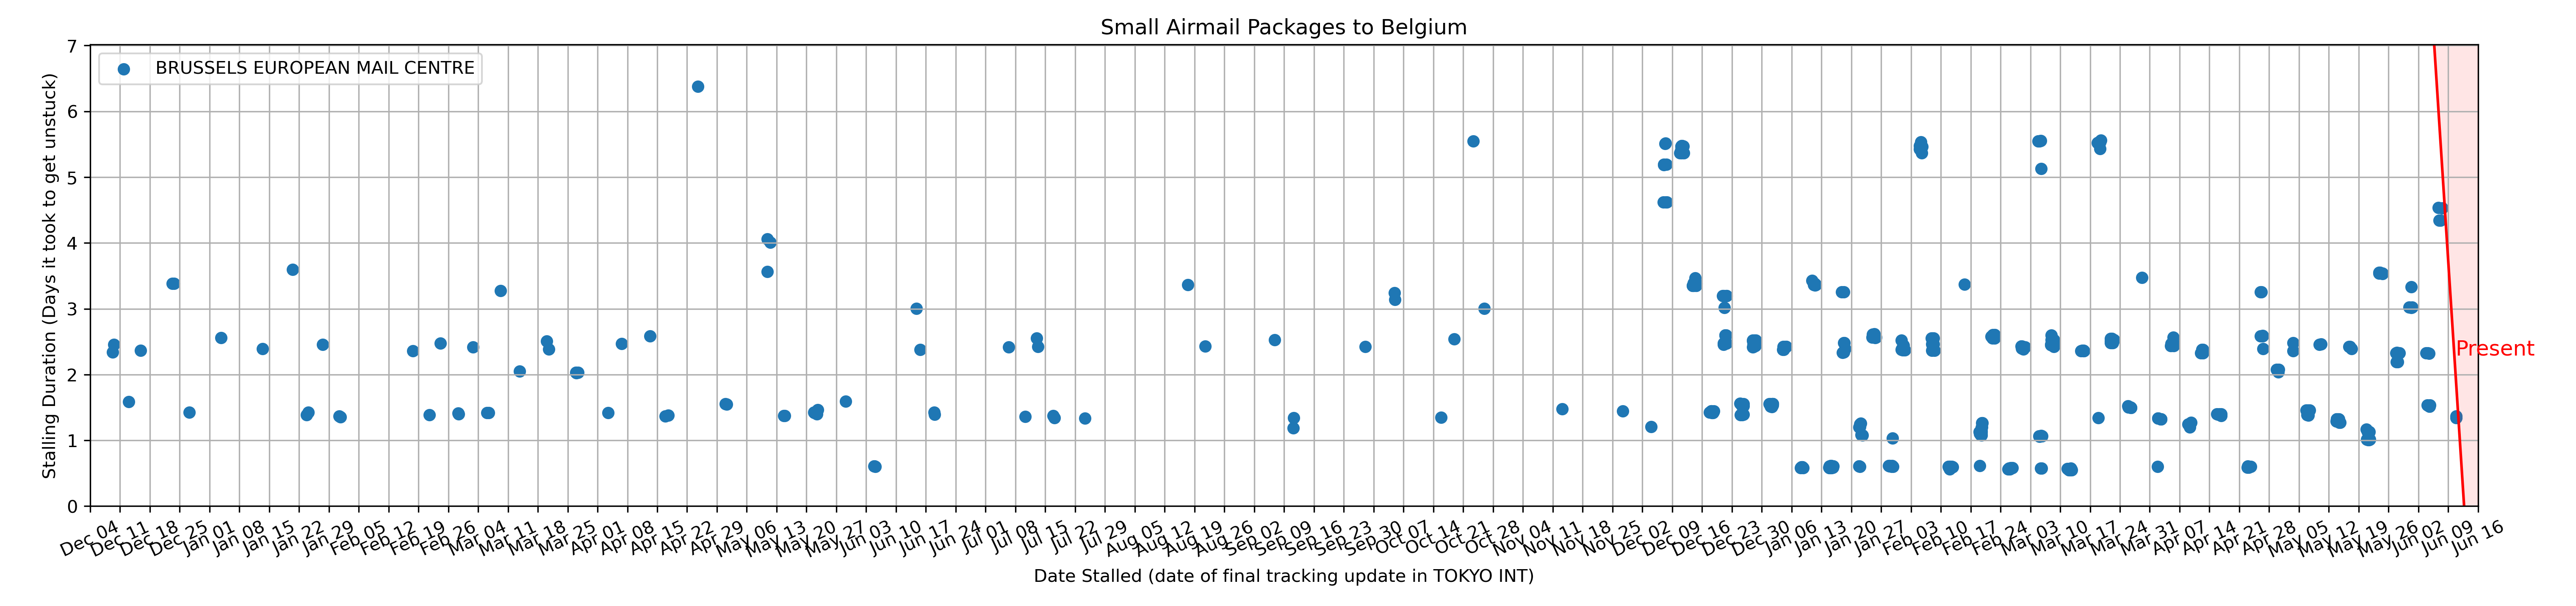 Small Airmail Packages to Belgium
BRUSSELS EUROPEAN MAIL CENTRE
Stalling Duration (Days it took to get unstuck)
7
6
5
4
3
2
1
0
Present
Dec 04 Dec 11 Dec 18 Dec 25 Jan 01 Jan 08 Jan 15 Jan 22 Jan 29 Feb 05 Feb 12 Feb 19 Feb 26 Mar 04 Mar 11 Mar 18 Mar 25 Apr 01 Apr 08 Apr 15 Apr 22 Apr 29 May 06 May 13 May 20 May 27 Jun 03 Jun 10 Jun 17 Jun 24 Jul 01 Jul 08 Jul 15 Jul 22 Jul 29 Aug 05 Aug 12 Aug 19 Aug 26 Sep 02 Sep 09 Sep 16 Sep 23 Sep 30 Oct 07 Oct 14 Oct 21 Oct 28 Nov 04 Nov 11 Nov 18 Nov 25 Dec 02 Dec 09 Dec 16 Dec 23 Dec 30 Jan 06 Jan 13 Jan 20 Jan 27 Feb 03 Feb 10 Feb 17 Feb 24 Mar 03 Mar 10 Mar 17 Mar 24 Mar 31 Apr 07 Apr 14 Apr 21 Apr 28 May 05 May 12 May 19 May 26 Jun 02 Jun 09 Jun 16
Date Stalled (date of final tracking update in TOKYO INT)